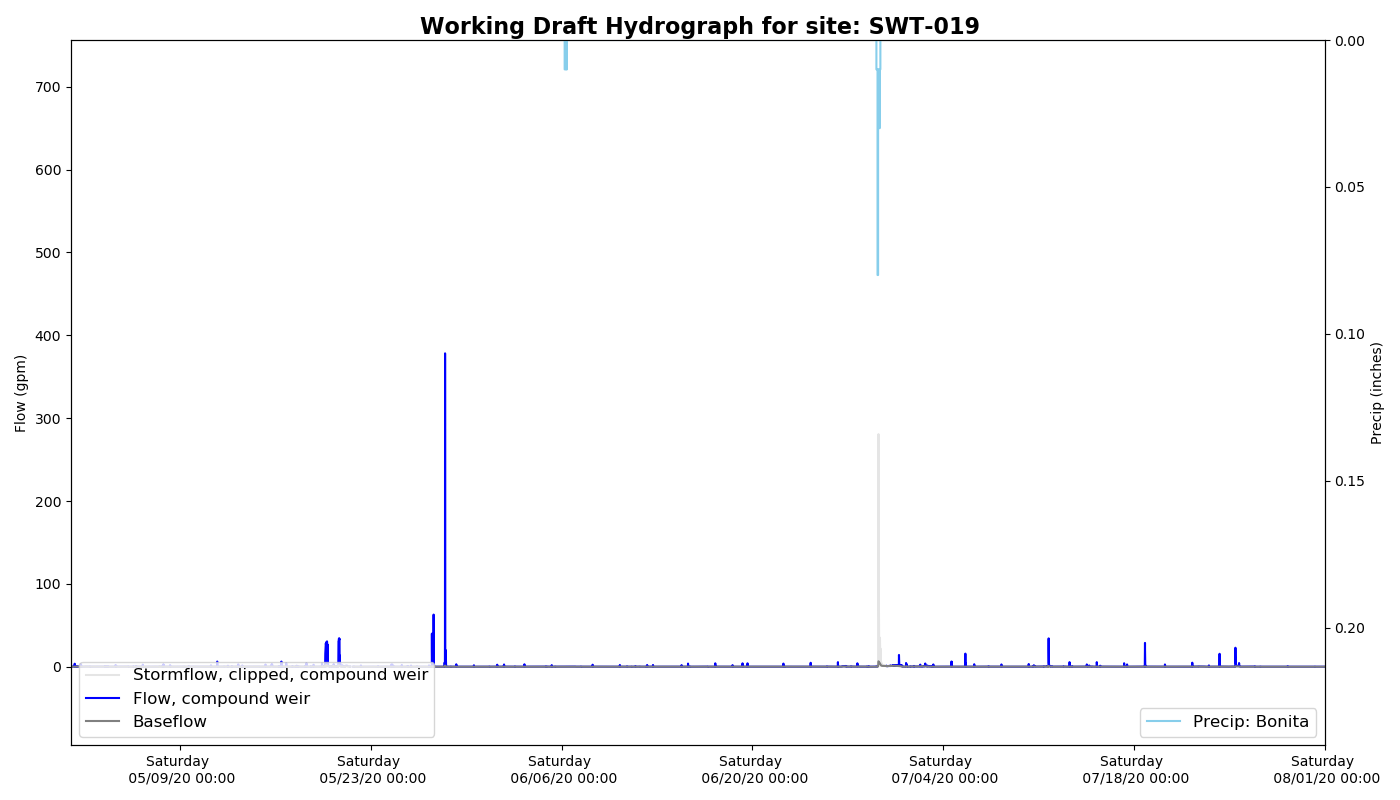 Working Draft Hydrograph for site: SWT-019
700
600
500
400
300
200
100
0
Flow (gpm)
0.00
0.05
0.10
0.15
0.20
Precip (inches)
Stormflow, clipped, compound weir
Flow, compound weir
Baseflow
Precip: Bonita
Saturday
05/09/20 00:00
Saturday
05/23/20 00:00
Saturday
06/06/20 00:00
Saturday
06/20/20 00:00
Saturday
07/04/20 00:00
Saturday
07/18/20 00:00
Saturday
08/01/20 00:00